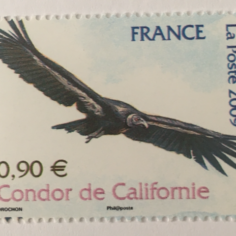 FRANCE
La Poste 2009
0,90 €
Condor de Californie